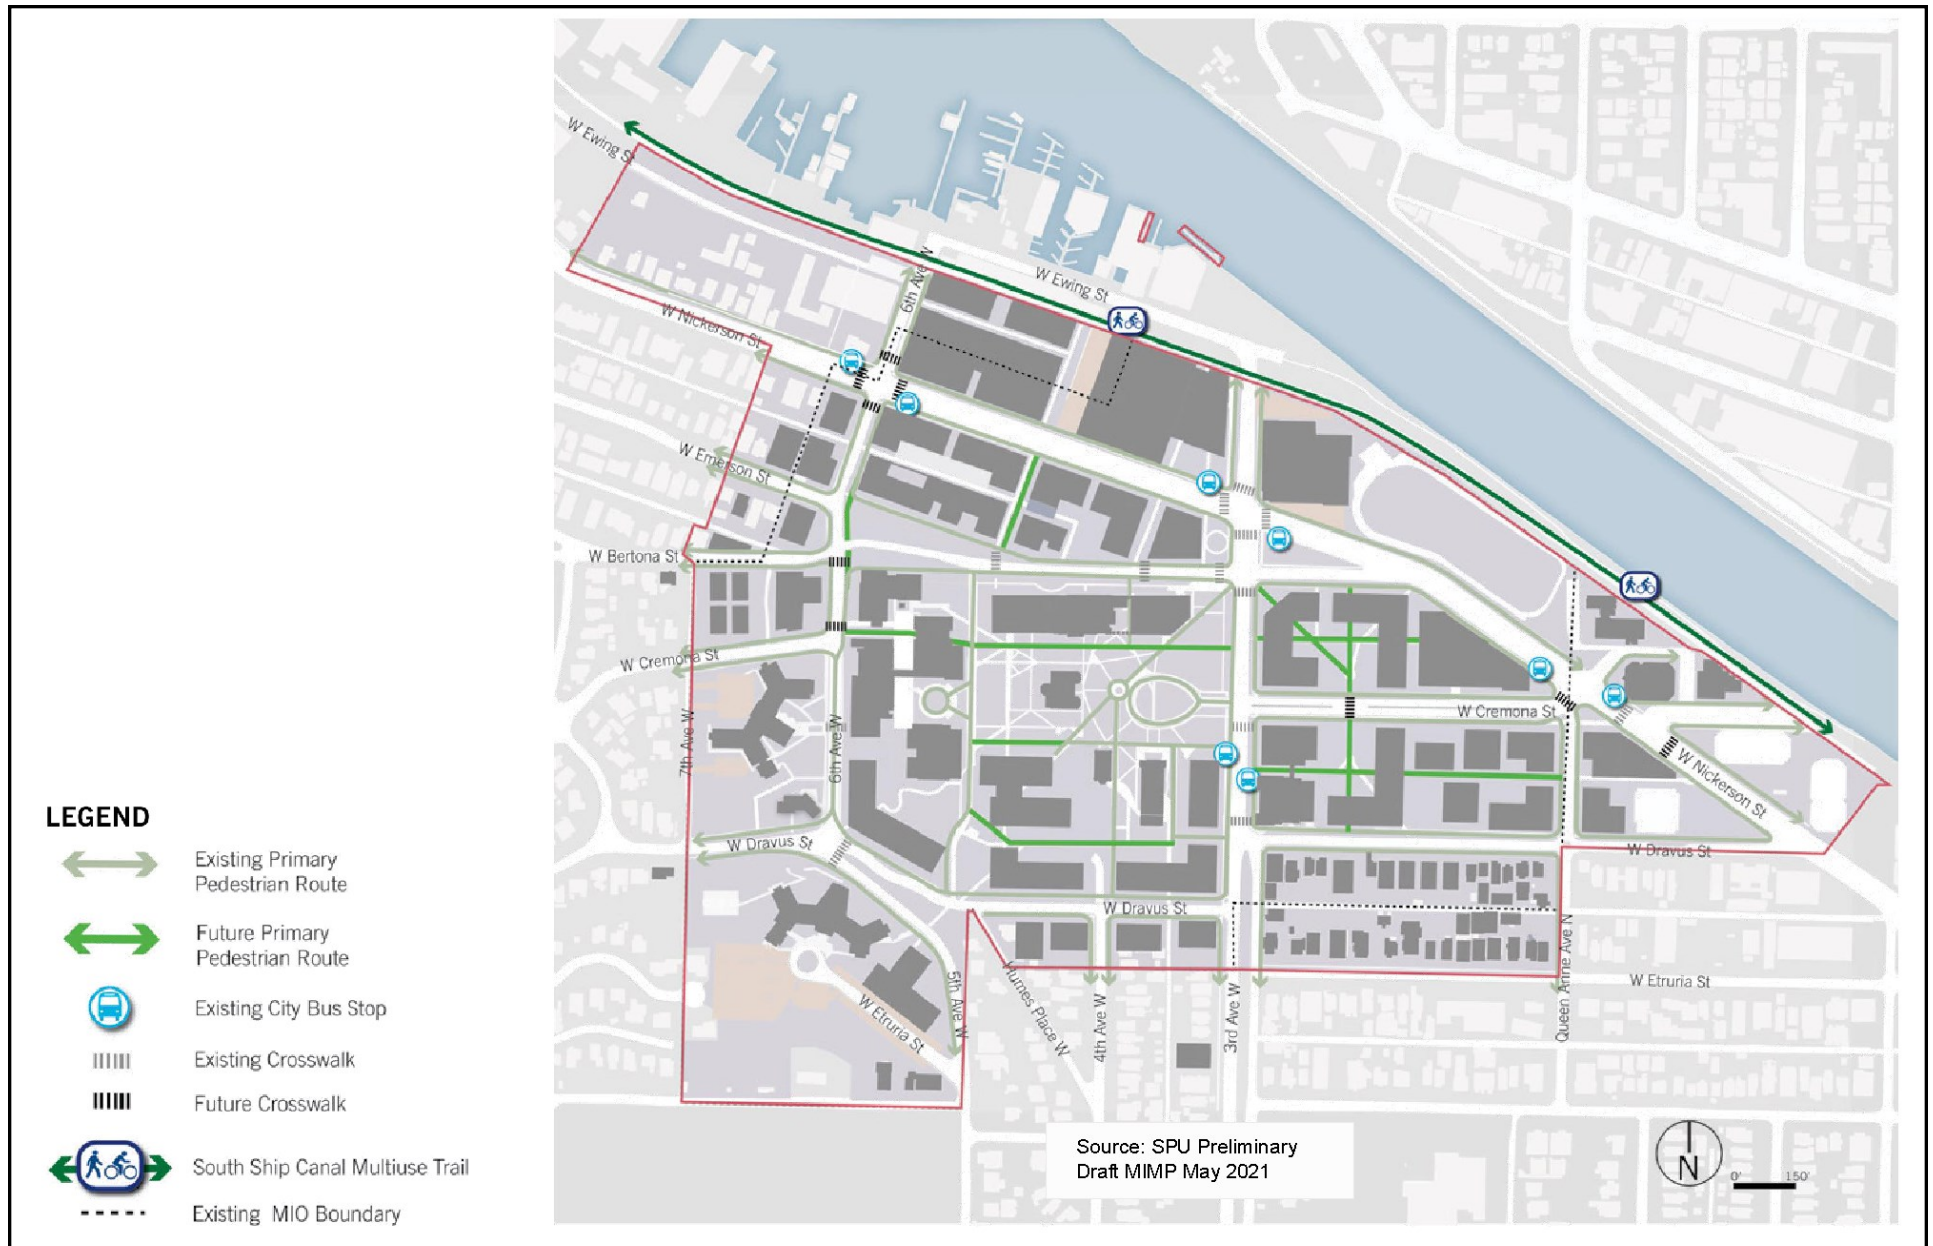 W Ewing St
6th Ave W
W Ewing St
W Nickerson St
W Emerson St
W Bertona St
W Cremona St
7th Ave W
6th Ave W
W Cremona St
W Nickerson St
W Dravus St
W Dravus St
W Dravus St
5th Ave W
W Etruria St
Humes Place W
4th Ave W
3rd Ave W
Queen Anne Ave N
W Etruria St
LEGEND
Existing Primary
Pedestrian Route
Future Primary
Pedestrian Route
Existing City Bus Stop
Existing Crosswalk
Future Crosswalk
South Ship Canal Multiuse Trail
Existing MIO Boundary
Source: SPU Preliminary
Draft MIMP May 2021
N
0' 150'